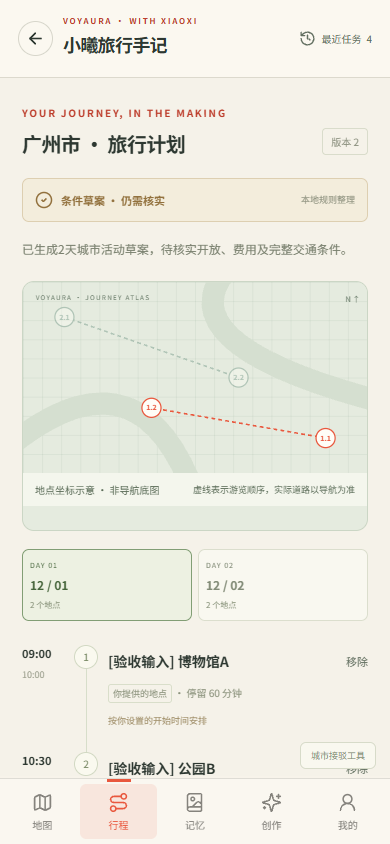 VOYAURA • WITH XIAOXI
小曦旅行手记
最近任务 4
YOUR JOURNEY, IN THE MAKING
广州市 • 旅行计划
版本 2
条件草案 • 仍需核实
本地规则整理
已生成2天城市活动草案，待核实开放、费用及完整交通条件。
VOYAURA • JOURNEY ATLAS
N ↑
2.1
2.2
1.2
1.1
地点坐标示意 • 非导航底图
虚线表示游览顺序，实际道路以导航为准
DAY 01
12 / 01
2 个地点
DAY 02
12 / 02
2 个地点
09:00
10:00
1
[验收输入] 博物馆A
移除
你提供的地点 • 停留 60 分钟
按你设置的开始时间安排
10:30
2
[验收输入] 公园B
移除
城市接驳工具
地图
行程
记忆
创作
我的